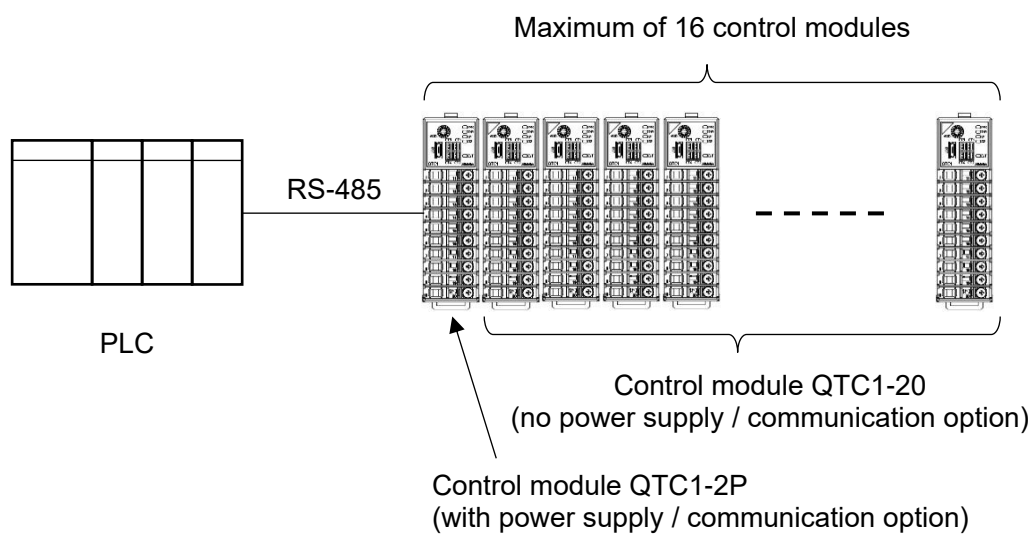 Maximum of 16 control modules
RS-485
PLC
Control module QTC1-20
(no power supply / communication option)
Control module QTC1-2P
(with power supply / communication option)